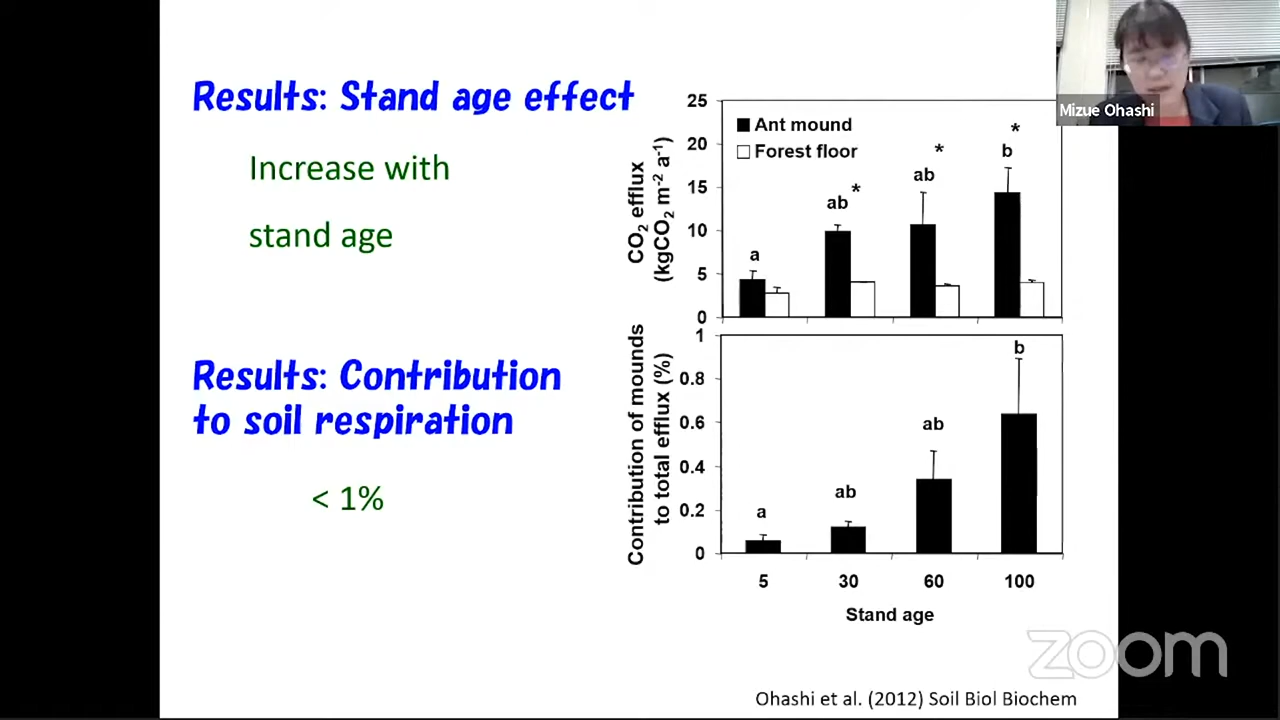 Results: Stand age effect
Increase with
stand age
Results: Contribution
to soil respiration
< 1%
CO2 efflux
(kgCO2 m-2 a-1)
25
20
15
10
5
0
Ant mound
Forest floor
a
ab
*
ab
*
b
*
Contribution of mounds
to total efflux (%)
1
0.8
0.6
0.4
0.2
0
a
ab
ab
b
5 30 60 100
Stand age
Ohashi et al. (2012) Soil Biol Biochem
Mizue Ohashi
zoom